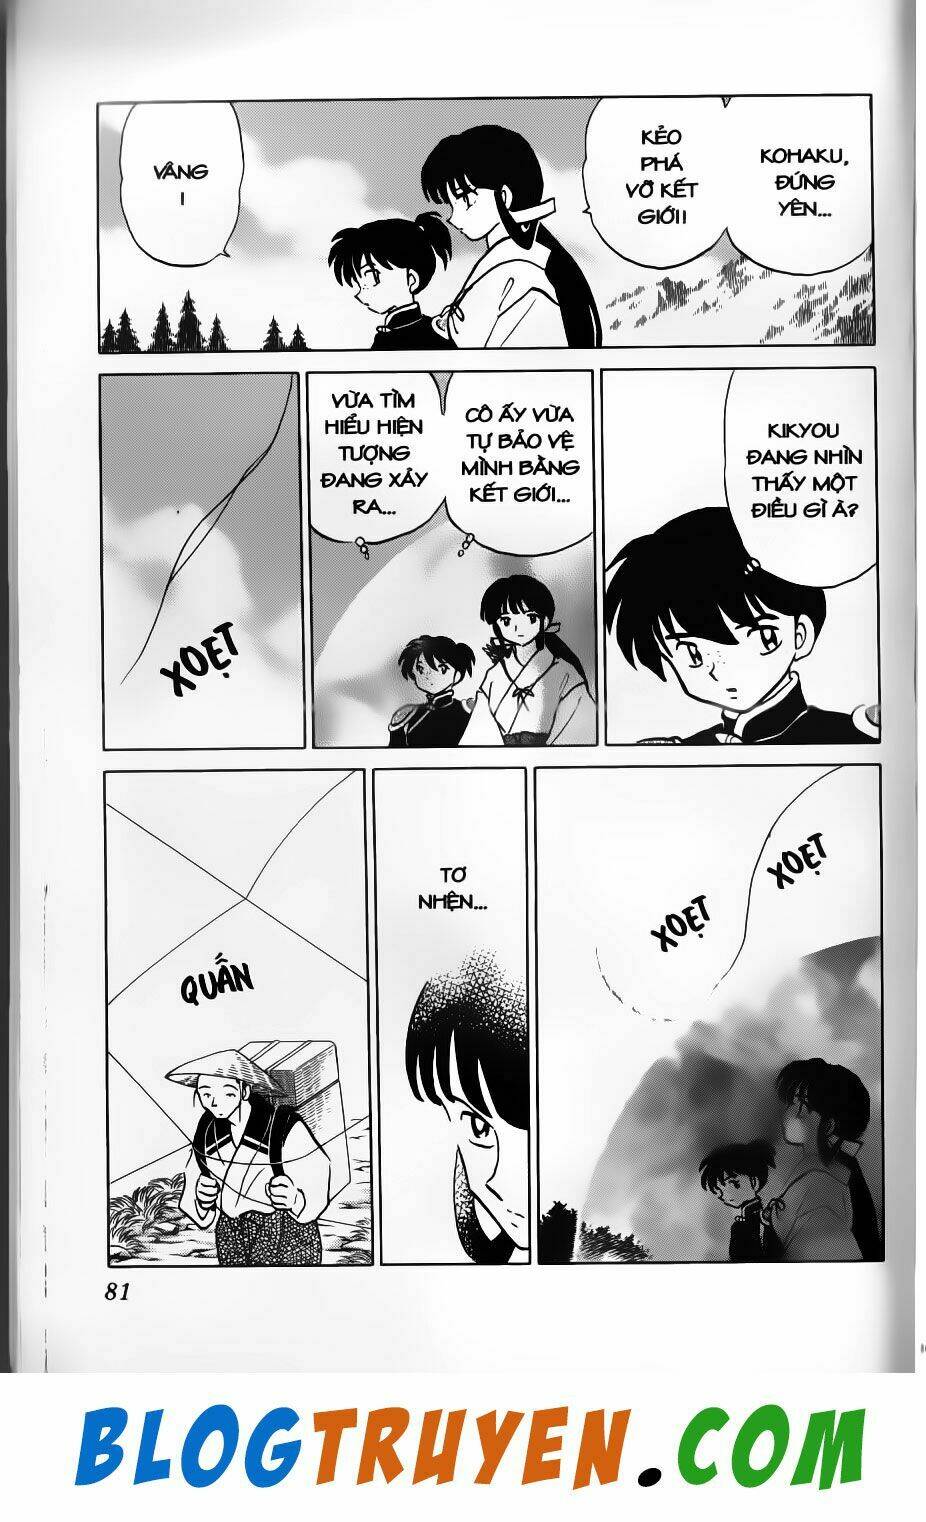 KOHAKU,
ĐỨNG
YÊN...
KẺO
PHÁ
VỠ KẾT
GIỚI!
VÂNG
!
KIKYOU
ĐANG NHÌN
THẤY MỘT
ĐIỀU GÌ À?
CÔ ẤY VỪA
TỰ BẢO VỆ
MÌNH BẰNG
KẾT GIỚI...
VỪA TÌM
HIỂU HIỆN
TƯỢNG
ĐANG XẢY
RA...
XOẸT
XOẸT
XOẸT
TƠ
NHỆN...
QUẤN
81
BLOGTRUYEN.COM